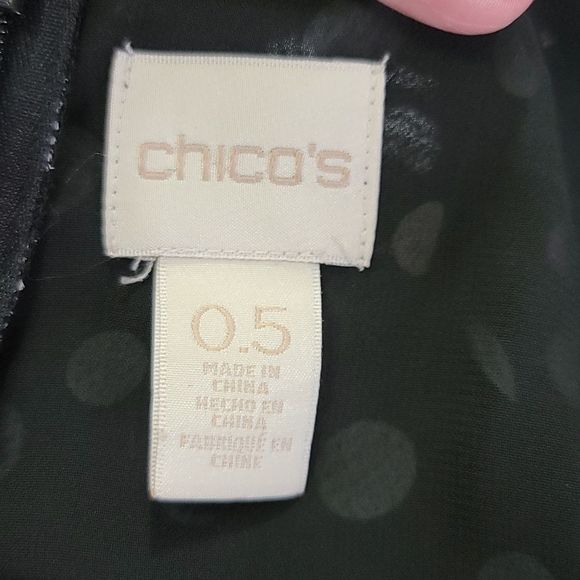 chico's
0.5
MADE IN
CHINA
HECHO EN
CHINA
FABRIQUÉ EN
CHINE